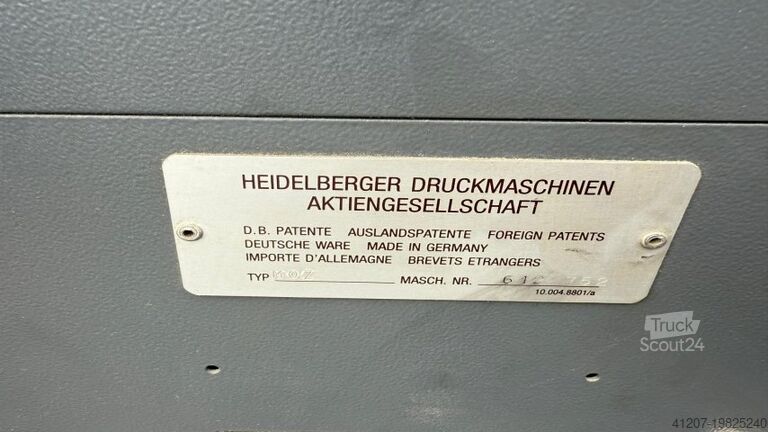 HEIDELBERGER DRUCKMASCHINEN
AKTIENGESELLSCHAFT
D.B. PATENTE AUSLANDSPATENTE FOREIGN PATENTS
DEUTSCHE WARE MADE IN GERMANY
IMPORTE D'ALLEMAGNE BREVETS ETRANGERS
TYP MOZ MASCH. NR.
10.004.8801/a
Truck
Scout24
41207-19825240